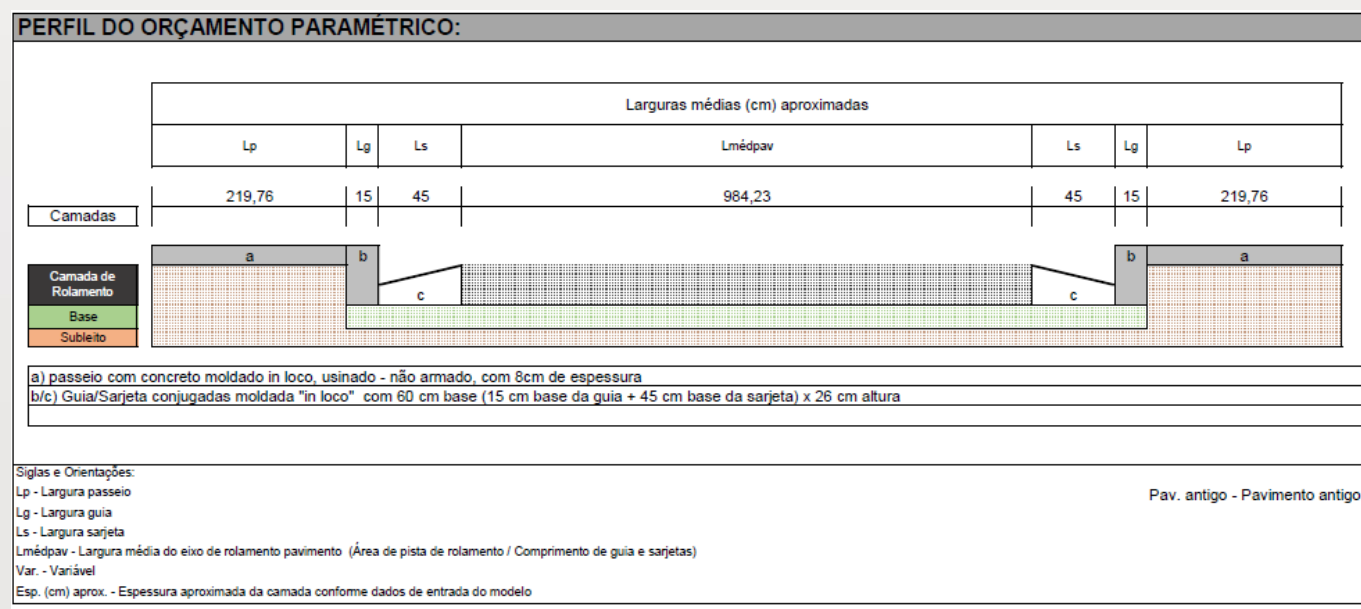 PERFIL DO ORÇAMENTO PARAMÉTRICO:
Larguras médias (cm) aproximadas
Lp Lg Ls Lmédpav Ls Lg Lp
219,76 15 45 984,23 45 15 219,76
Camadas
a b b a
Camada de
Rolamento
c c
Base
Subleito
a) passeio com concreto moldado in loco, usinado - não armado, com 8cm de espessura
b/c) Guia/Sarjeta conjugadas moldada "in loco" com 60 cm base (15 cm base da guia + 45 cm base da sarjeta) x 26 cm altura
Siglas e Orientações:
Lp - Largura passeio
Pav. antigo - Pavimento antigo
Lg - Largura guia
Ls - Largura sarjeta
Lmédpav - Largura média do eixo de rolamento pavimento (Área de pista de rolamento / Comprimento de guia e sarjetas)
Var. - Variável
Esp. (cm) aprox. - Espessura aproximada da camada conforme dados de entrada do modelo